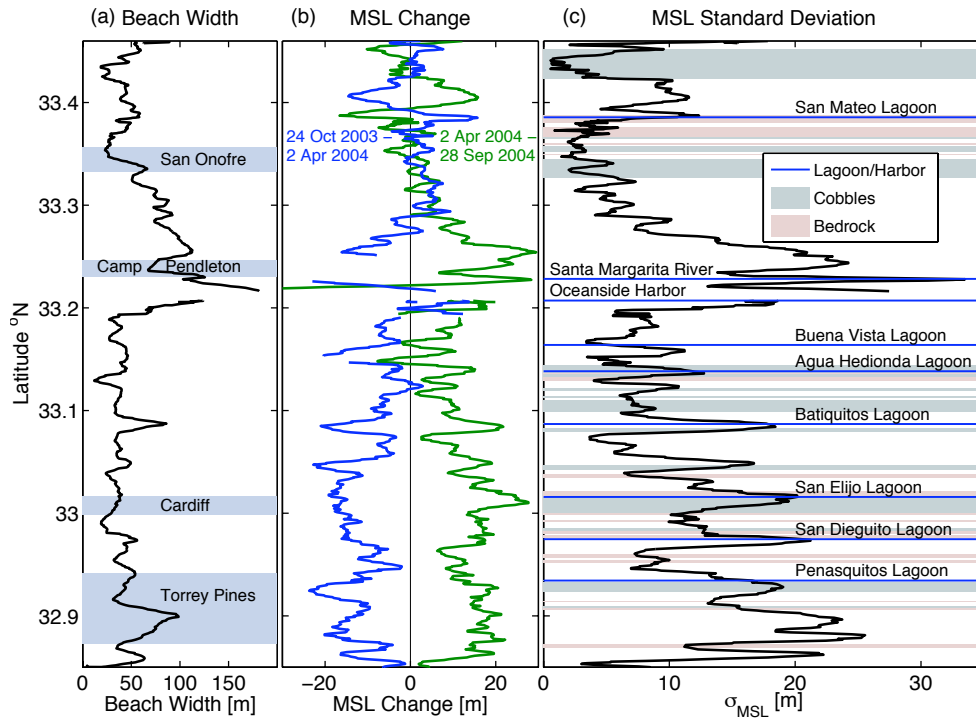 (a) Beach Width
(b) MSL Change
(c) MSL Standard Deviation
Latitude °N
33.4
33.3
33.2
33.1
33
32.9
San Onofre
Camp Pendleton
Cardiff
Torrey Pines
0 50 100 150
Beach Width [m]
24 Oct 2003 –
2 Apr 2004
2 Apr 2004 –
28 Sep 2004
−20 0 20
MSL Change [m]
San Mateo Lagoon
Lagoon/Harbor
Cobbles
Bedrock
Santa Margarita River
Oceanside Harbor
Buena Vista Lagoon
Agua Hedionda Lagoon
Batiquitos Lagoon
San Elijo Lagoon
San Dieguito Lagoon
Penasquitos Lagoon
0 10 20 30
σMSL [m]